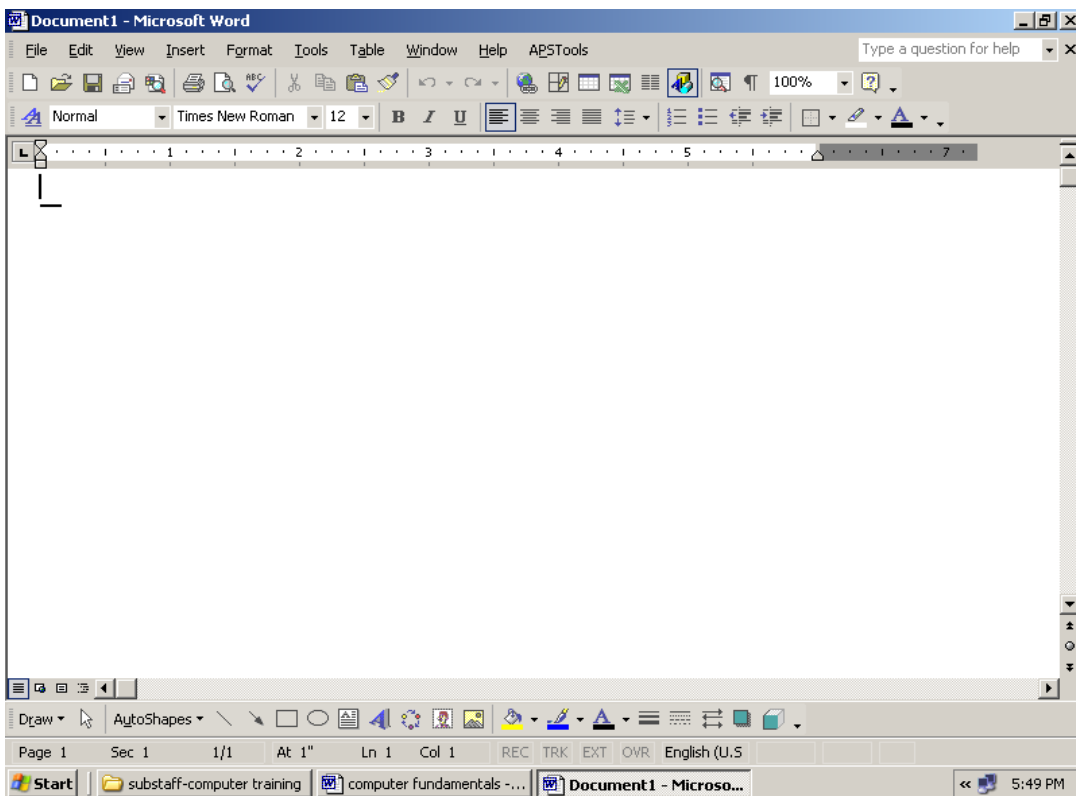 Document1 - Microsoft Word
File Edit View Insert Format Tools Table Window Help APSTools Type a question for help
100%
Normal Times New Roman 12 B I U
1 2 3 4 5 7
Draw AutoShapes
Page 1 Sec 1 1/1 At 1" Ln 1 Col 1 REC TRK EXT OVR English (U.S
Start substaff-computer training computer fundamentals -... Document1 - Microso... 5:49 PM